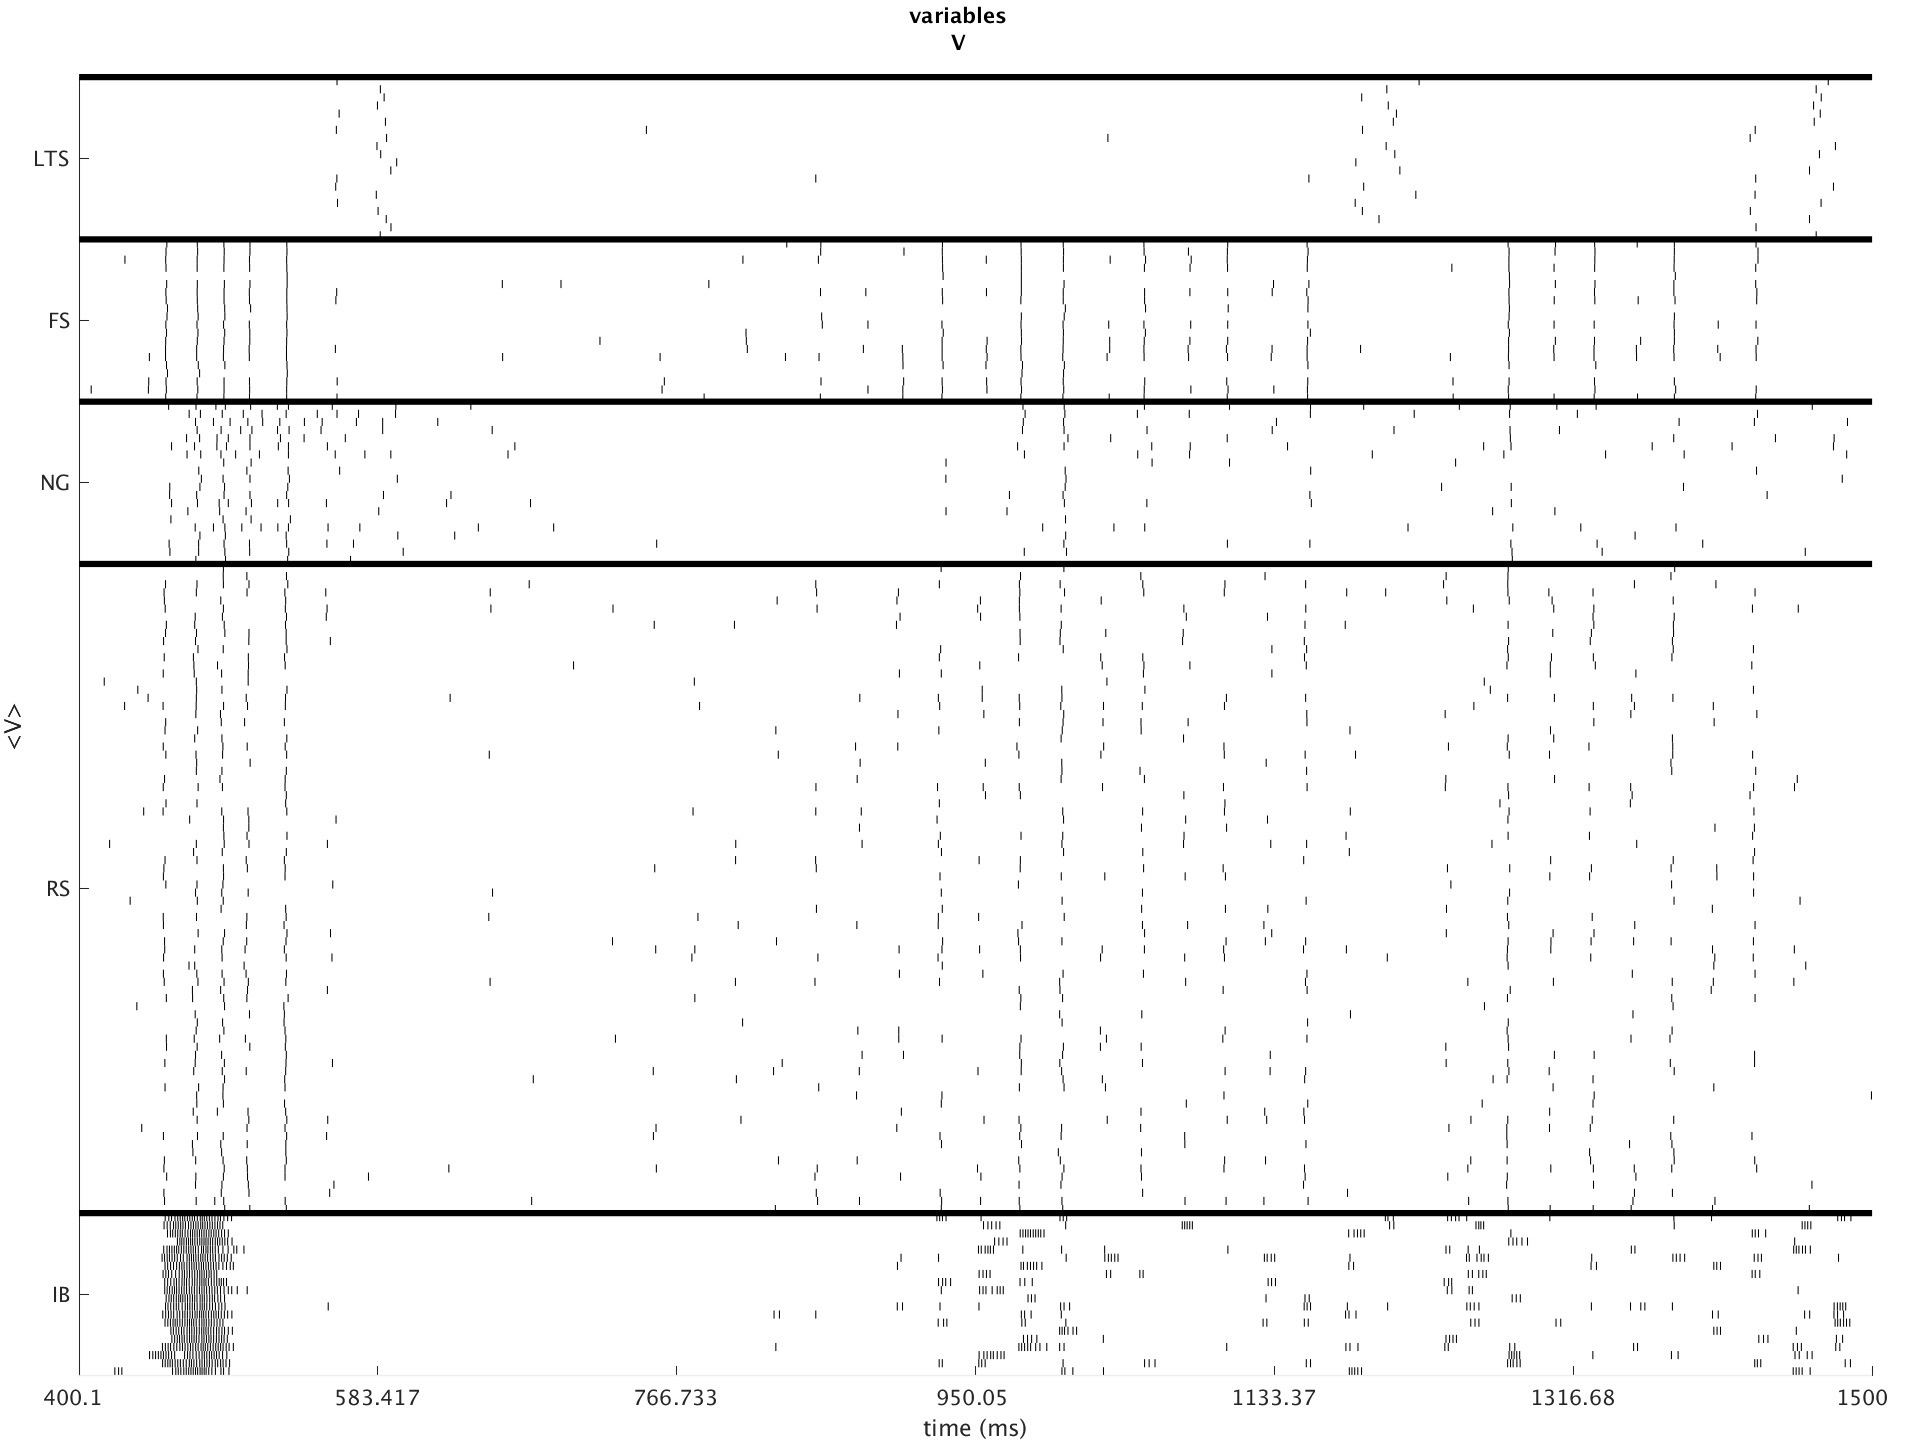 variables
V
LTS
FS
NG
RS
IB
<V>
400.1 583.417 766.733 950.05 1133.37 1316.68 1500
time (ms)